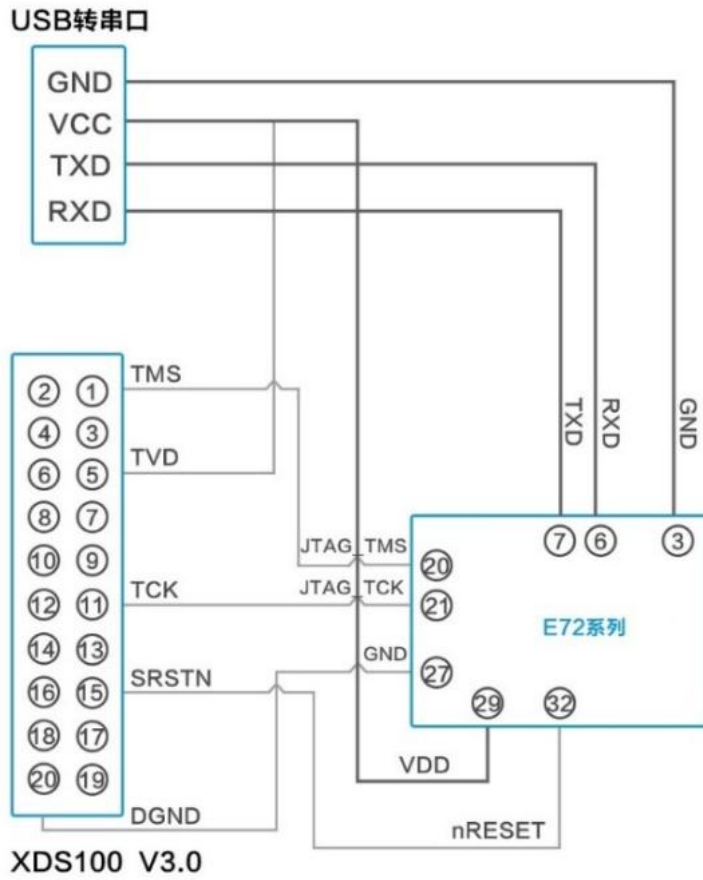 USB转串口
GND
VCC
TXD
RXD
TXD
RXD
GND
② ① TMS
④ ③
⑥ ⑤ TVD
⑧ ⑦
⑩ ⑨
⑫ ⑪ TCK
⑭ ⑬
⑯ ⑮ SRSTN
⑱ ⑰
⑳ ⑲
DGND
JTAG_TMS ⑳
JTAG_TCK ㉑
GND ㉗
⑦ ⑥ ③
E72系列
㉙ ㉜
VDD
nRESET
XDS100 V3.0